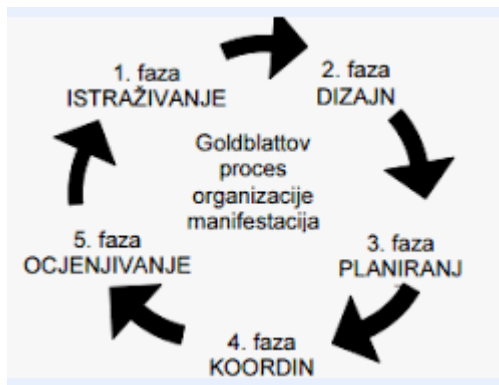 1. faza
ISTRAŽIVANJE
2. faza
DIZAJN
Goldblattov
proces
organizacije
manifestacija
3. faza
PLANIRANJ
4. faza
KOORDIN
5. faza
OCJENJIVANJE